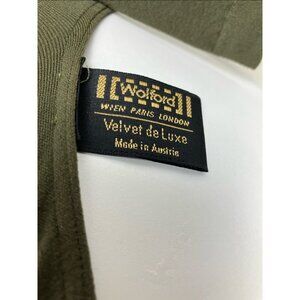 Wolford
WIEN PARIS LONDON
Velvet de Luxe
Made in Austria